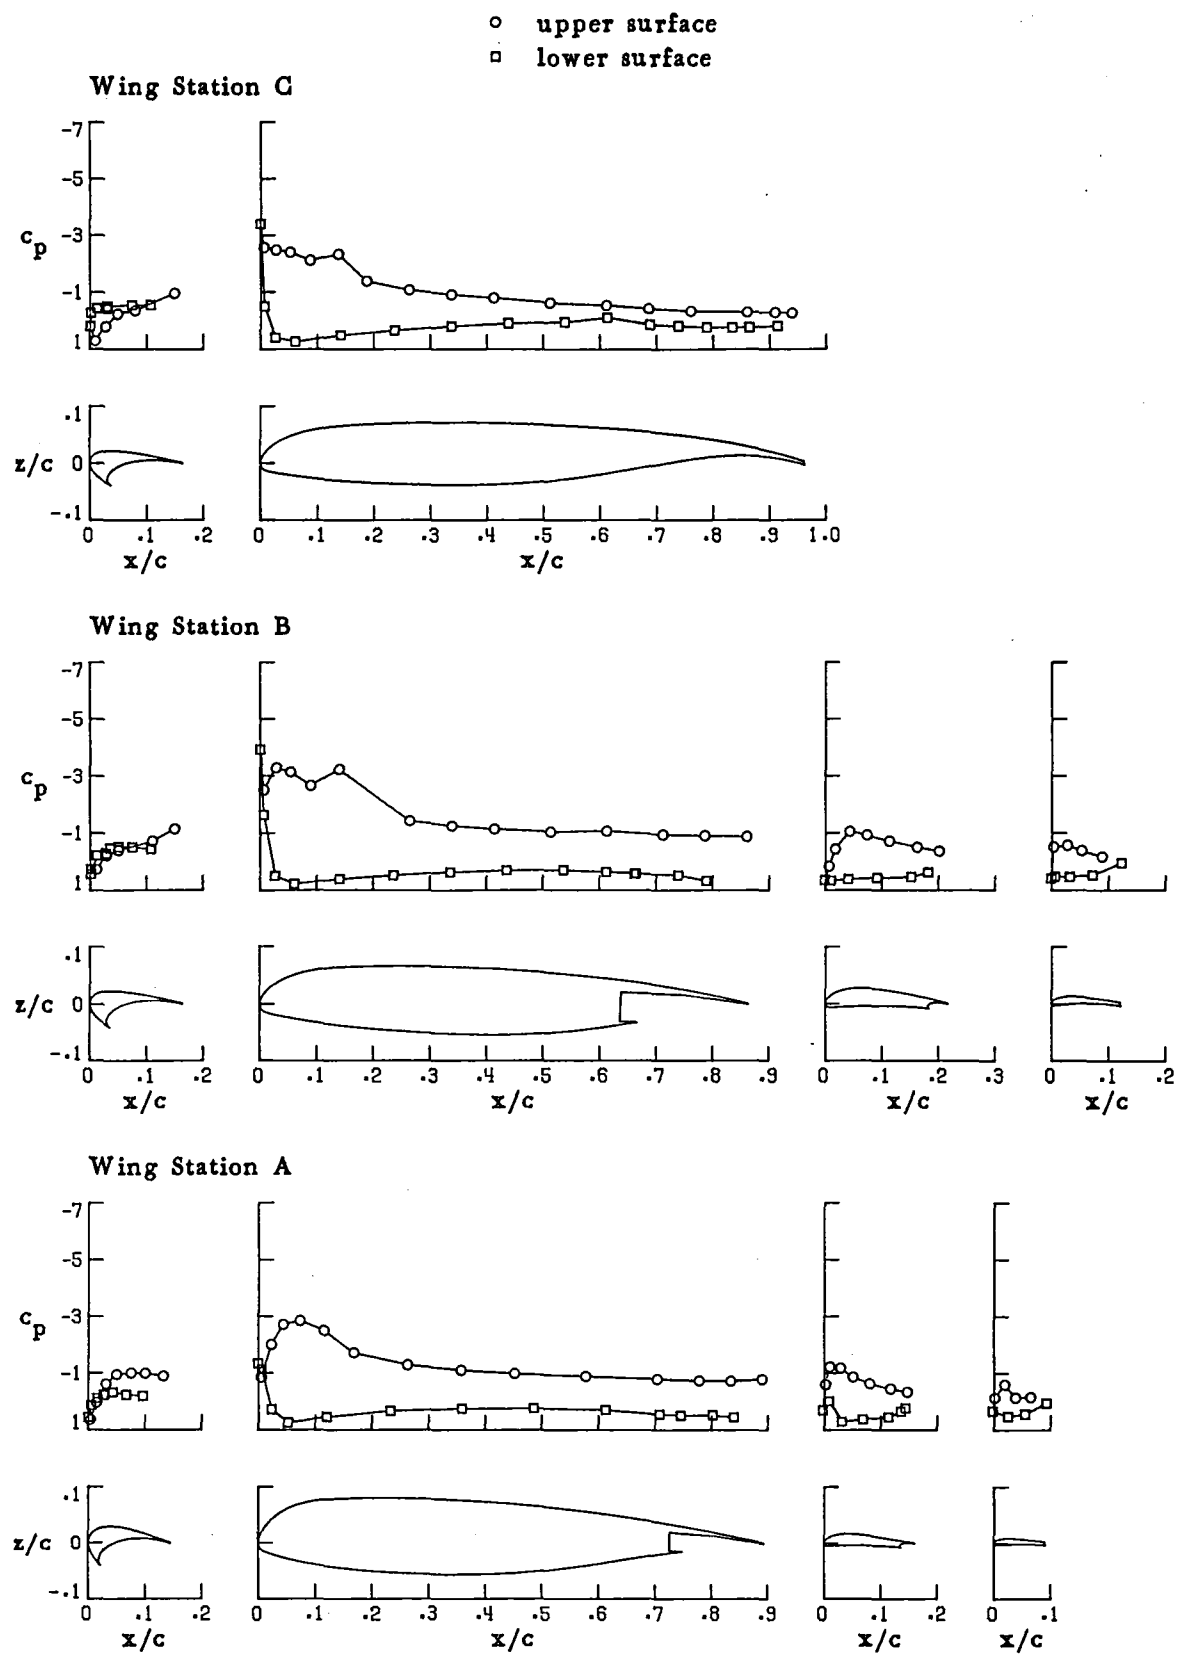 upper surface
lower surface
Wing Station C
-7
-5
cp -3
-1
1
.1
z/c 0
-.1
0 .1 .2 0 .1 .2 .3 .4 .5 .6 .7 .8 .9 1.0
x/c x/c
Wing Station B
-7
-5
cp -3
-1
1
.1
z/c 0
-.1
0 .1 .2 0 .1 .2 .3 .4 .5 .6 .7 .8 .9 0 .1 .2 .3 0 .1 .2
x/c x/c x/c x/c
Wing Station A
-7
-5
cp -3
-1
1
.1
z/c 0
-.1
0 .1 .2 0 .1 .2 .3 .4 .5 .6 .7 .8 .9 0 .1 .2 0 .1
x/c x/c x/c x/c